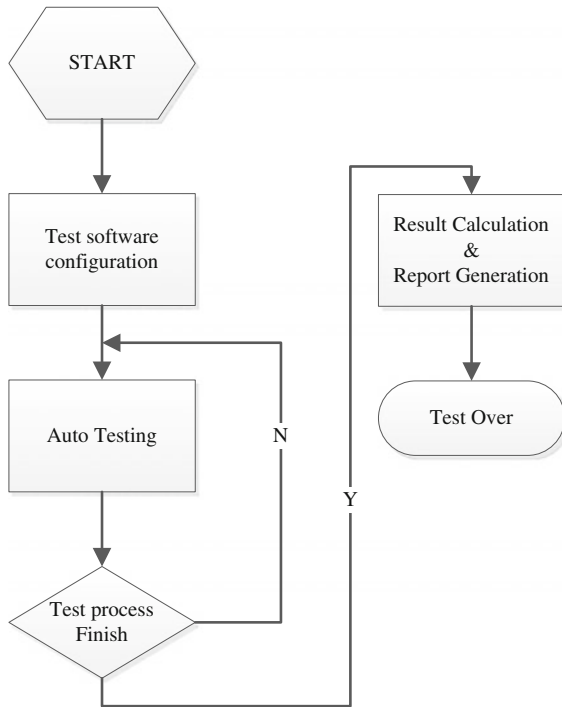 START
Test software
configuration
Auto Testing
N
Test process
Finish
Y
Result Calculation
&
Report Generation
Test Over